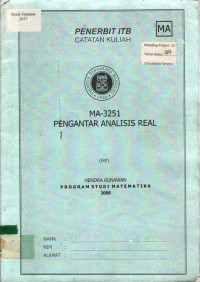 PENERBIT ITB
CATATAN KULIAH
MA
MA-3251
PENGANTAR ANALISIS REAL
oleh
HENDRA GUNAWAN
PROGRAM STUDI MATEMATIKA
2008
NAMA :
NIM :
ALAMAT :